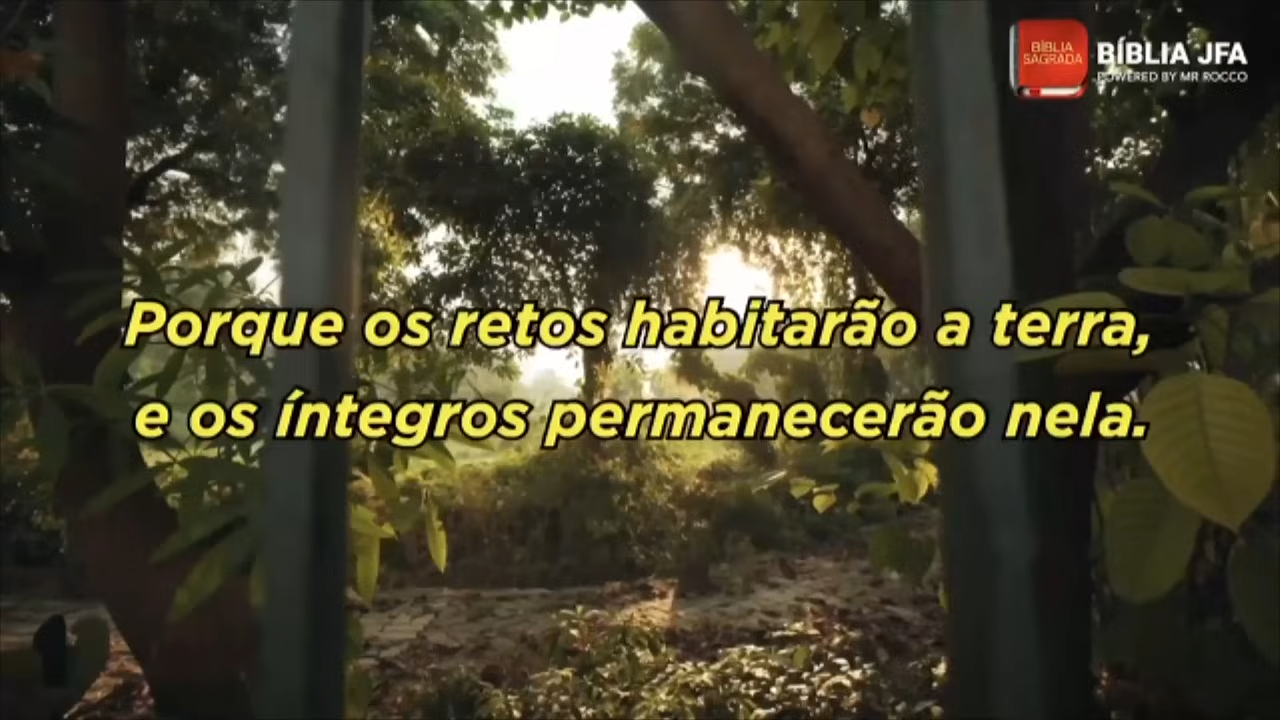 BÍBLIA
SAGRADA
BÍBLIA JFA
POWERED BY MR ROCCO
Porque os retos habitarão a terra,
e os íntegros permanecerão nela.